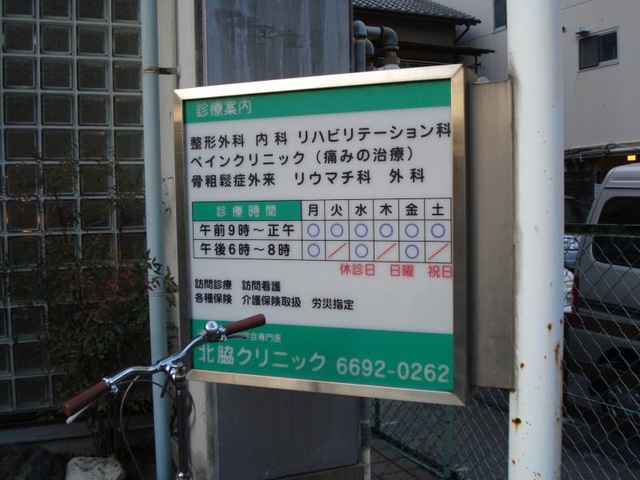 診療案内
整形外科 内科 リハビリテーション科
ペインクリニック(痛みの治療)
骨粗鬆症外来 リウマチ科 外科
診療時間 月 火 水 木 金 土
午前9時〜正午 ○ ○ ○ ○ ○ ○
午後6時〜8時 ○ / ○ / ○ /
休診日 日曜 祝日
訪問診療 訪問看護
各種保険 介護保険取扱 労災指定
会専門医
北脇クリニック 6692-0262